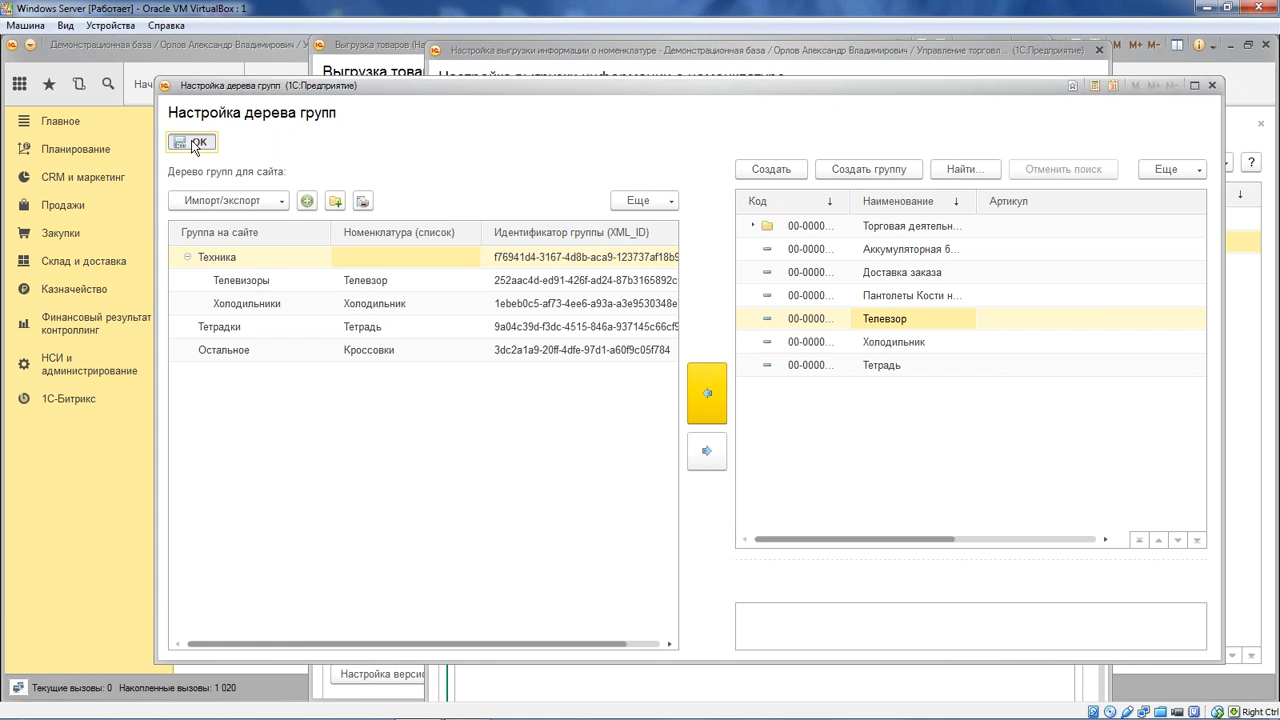 Windows Server [Работает] - Oracle VM VirtualBox : 1
Машина Вид Устройства Справка
Демонстрационная база / Орлов Александр Владимирович / У
Выгрузка товаров (На
Настройка выгрузки информации о номенклатуре - Демонстрационная база / Орлов Александр Владимирович / Управление торговл... (1С:Предприятие)
M M+ M-
Нач
Выгрузка това
Настройка дерева групп (1С:Предприятие)
M M+ M-
Настройка дерева групп
OK
Дерево групп для сайта:
Импорт/экспорт
Еще
Создать Создать группу Найти... Отменить поиск Еще
?
Группа на сайте Номенклатура (список) Идентификатор группы (XML_ID)
Техника f76941d4-3167-4d8b-aca9-123737af18b9
Телевизоры Телевзор 252aac4d-ed91-426f-ad24-87b3165892c
Холодильники Холодильник 1ebeb0c5-af73-4ee6-a93a-a3e9530348e
Тетрадки Тетрадь 9a04c39d-f3dc-4515-846a-937145c66cf9
Остальное Кроссовки 3dc2a1a9-20ff-4dfe-97d1-a60f9c05f784
Код Наименование Артикул
00-0000... Торговая деятельн...
00-0000... Аккумуляторная б...
00-0000... Доставка заказа
00-0000... Пантолеты Кости н...
00-0000... Телевзор
00-0000... Холодильник
00-0000... Тетрадь
Главное
Планирование
CRM и маркетинг
Продажи
Закупки
Склад и доставка
Казначейство
Финансовый результат
контроллинг
НСИ и
администрирование
1С-Битрикс
Настройка верси
Текущие вызовы: 0 Накопленные вызовы: 1 020
Right Ctrl